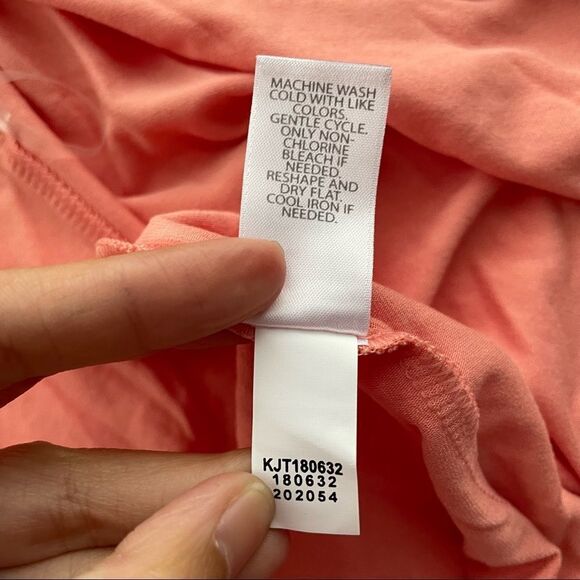 MACHINE WASH
COLD WITH LIKE
COLORS.
GENTLE CYCLE.
ONLY NON-
CHLORINE
BLEACH IF
NEEDED.
RESHAPE AND
DRY FLAT.
COOL IRON IF
NEEDED.
KJT180632
180632
202054